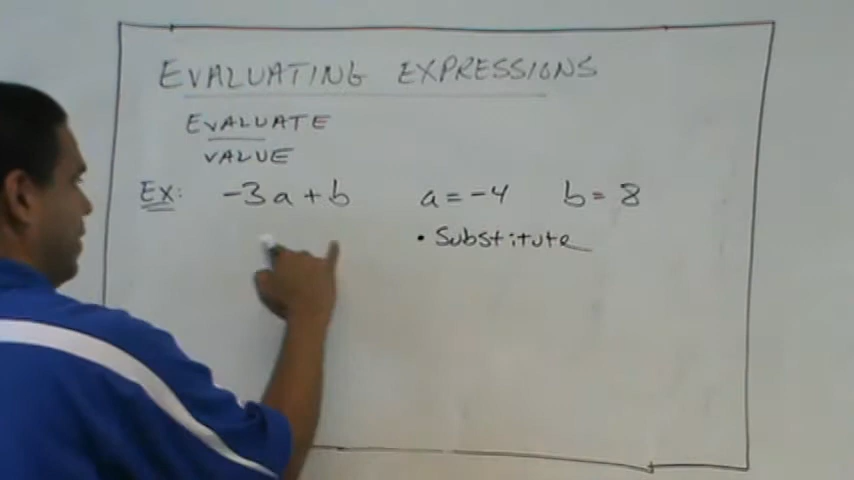 EVALUATING EXPRESSIONS
EVALUATE
VALUE
EX: -3a + b a = -4 b = 8
• Substitute